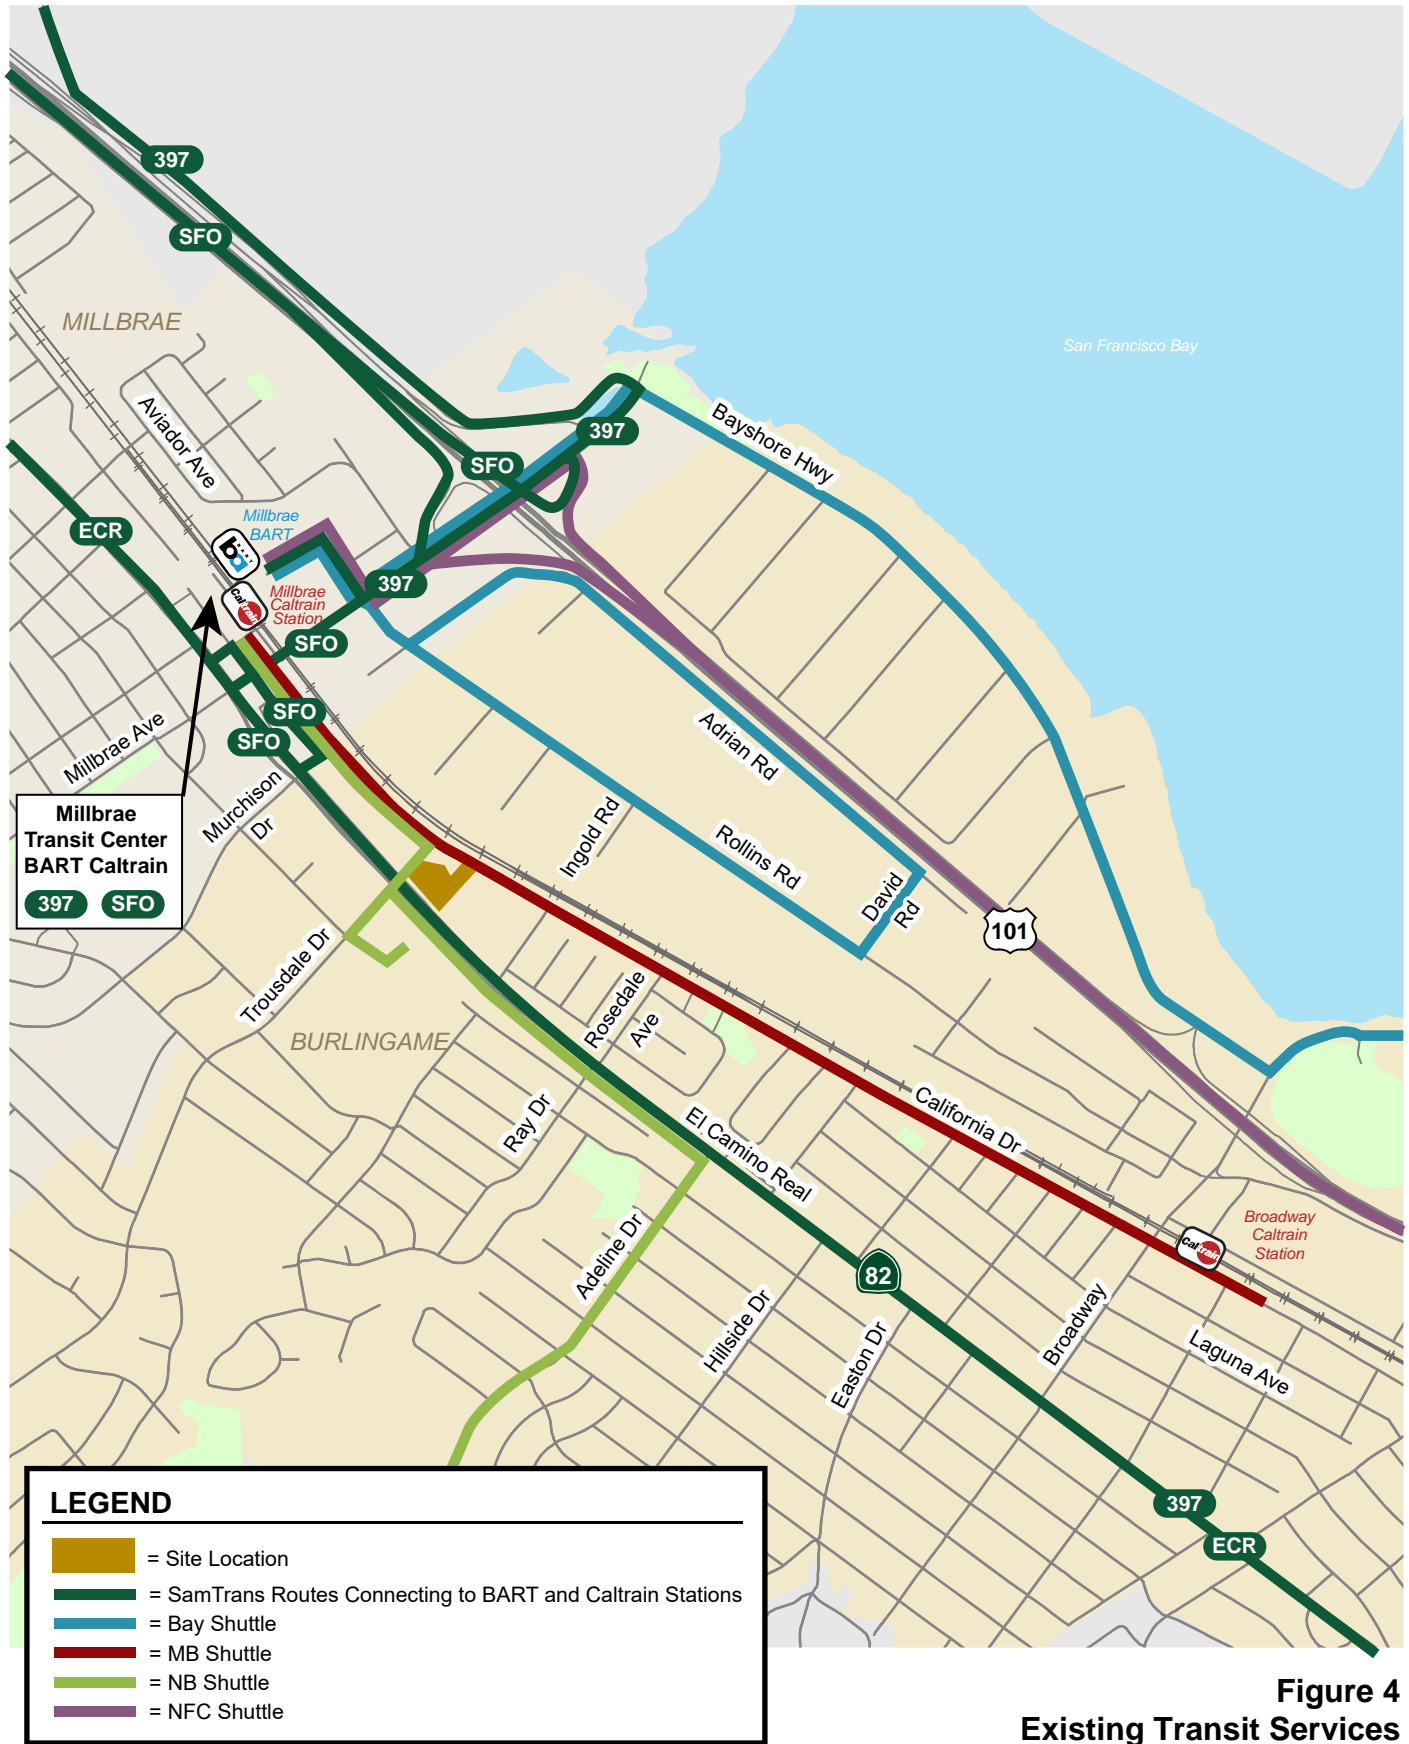 397
SFO
MILLBRAE
San Francisco Bay
Aviador Ave
Bayshore Hwy
397
SFO
ECR
Millbrae
BART
BART
ba
397
Caltrain
Millbrae
Caltrain
Station
SFO
SFO
SFO
Millbrae Ave
Adrian Rd
Murchison
Dr
Millbrae
Transit Center
BART Caltrain
397 SFO
Ingold Rd
Rollins Rd
David
Rd
101
Trousdale Dr
Rosedale
Ave
BURLINGAME
Ray Dr
El Camino Real
California Dr
Adeline Dr
82
Caltrain
Broadway
Caltrain
Station
Hillside Dr
Easton Dr
Broadway
Laguna Ave
397
ECR
LEGEND
= Site Location
= SamTrans Routes Connecting to BART and Caltrain Stations
= Bay Shuttle
= MB Shuttle
= NB Shuttle
= NFC Shuttle
Figure 4
Existing Transit Services